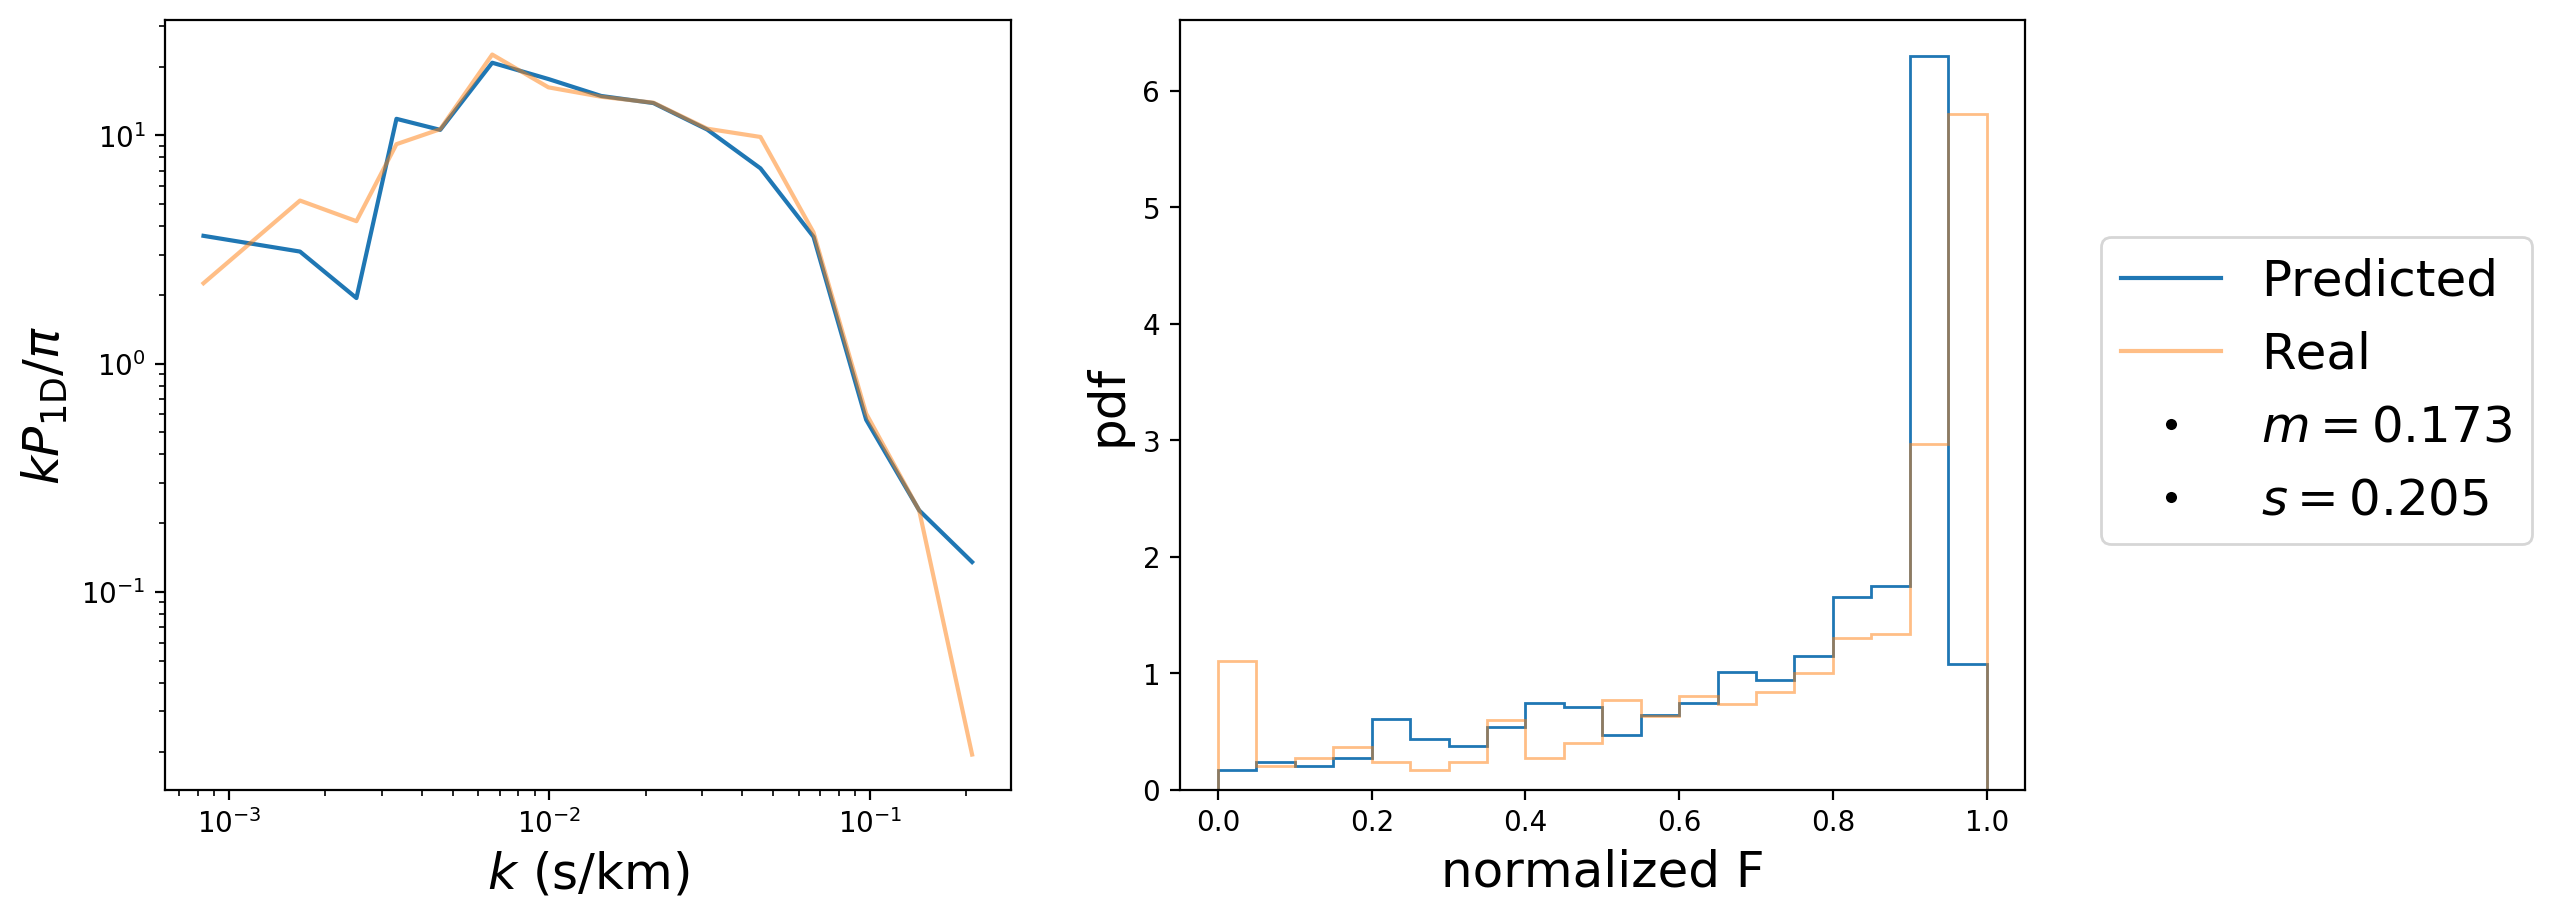 10¹
10⁰
10⁻¹
kP₁D/π
10⁻³ 10⁻² 10⁻¹
k (s/km)
6
5
4
3
2
1
0
pdf
0.0 0.2 0.4 0.6 0.8 1.0
normalized F
Predicted
Real
m = 0.173
s = 0.205